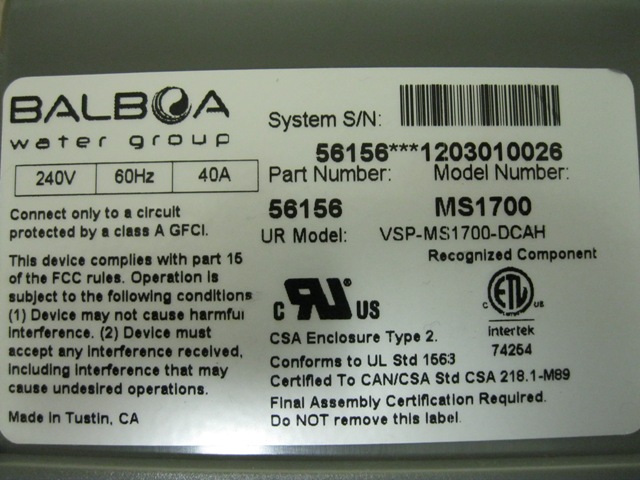 BALBOA
water group
240V 60Hz 40A
Connect only to a circuit
protected by a class A GFCI.
This device complies with part 15
of the FCC rules. Operation is
subject to the following conditions
(1) Device may not cause harmful
interference. (2) Device must
accept any interference received,
including interference that may
cause undesired operations.
Made in Tustin, CA
System S/N:
56156***1203010026
Part Number: Model Number:
56156 MS1700
UR Model: VSP-MS1700-DCAH
Recognized Component
c UR US
c ETL US
Intertek
74264
CSA Enclosure Type 2.
Conforms to UL Std 1563
Certified To CAN/CSA Std CSA 218.1-M89
Final Assembly Certification Required.
Do NOT remove this label